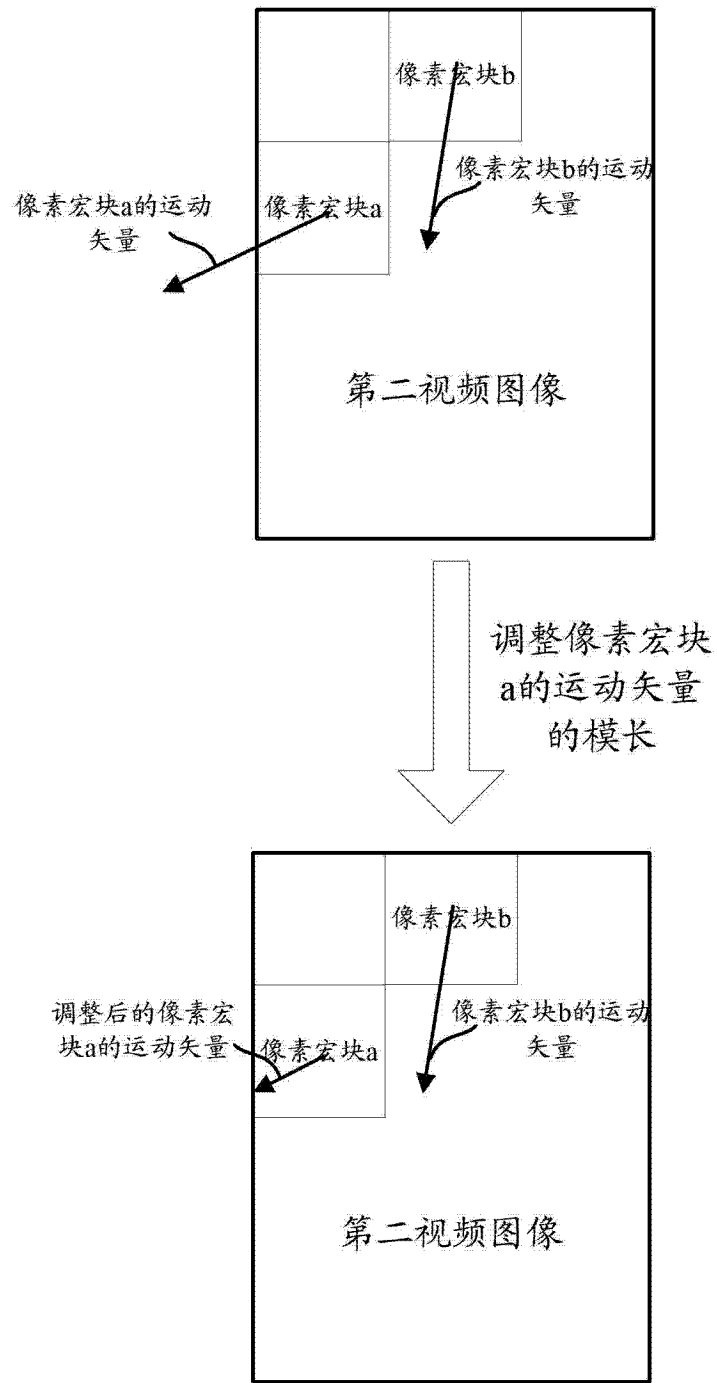 像素宏块b
像素宏块b的运动
矢量
像素宏块a的运动
矢量
像素宏块a
第二视频图像
调整像素宏块
a的运动矢量
的模长
像素宏块b
像素宏块b的运动
矢量
调整后的像素宏
块a的运动矢量
像素宏块a
第二视频图像